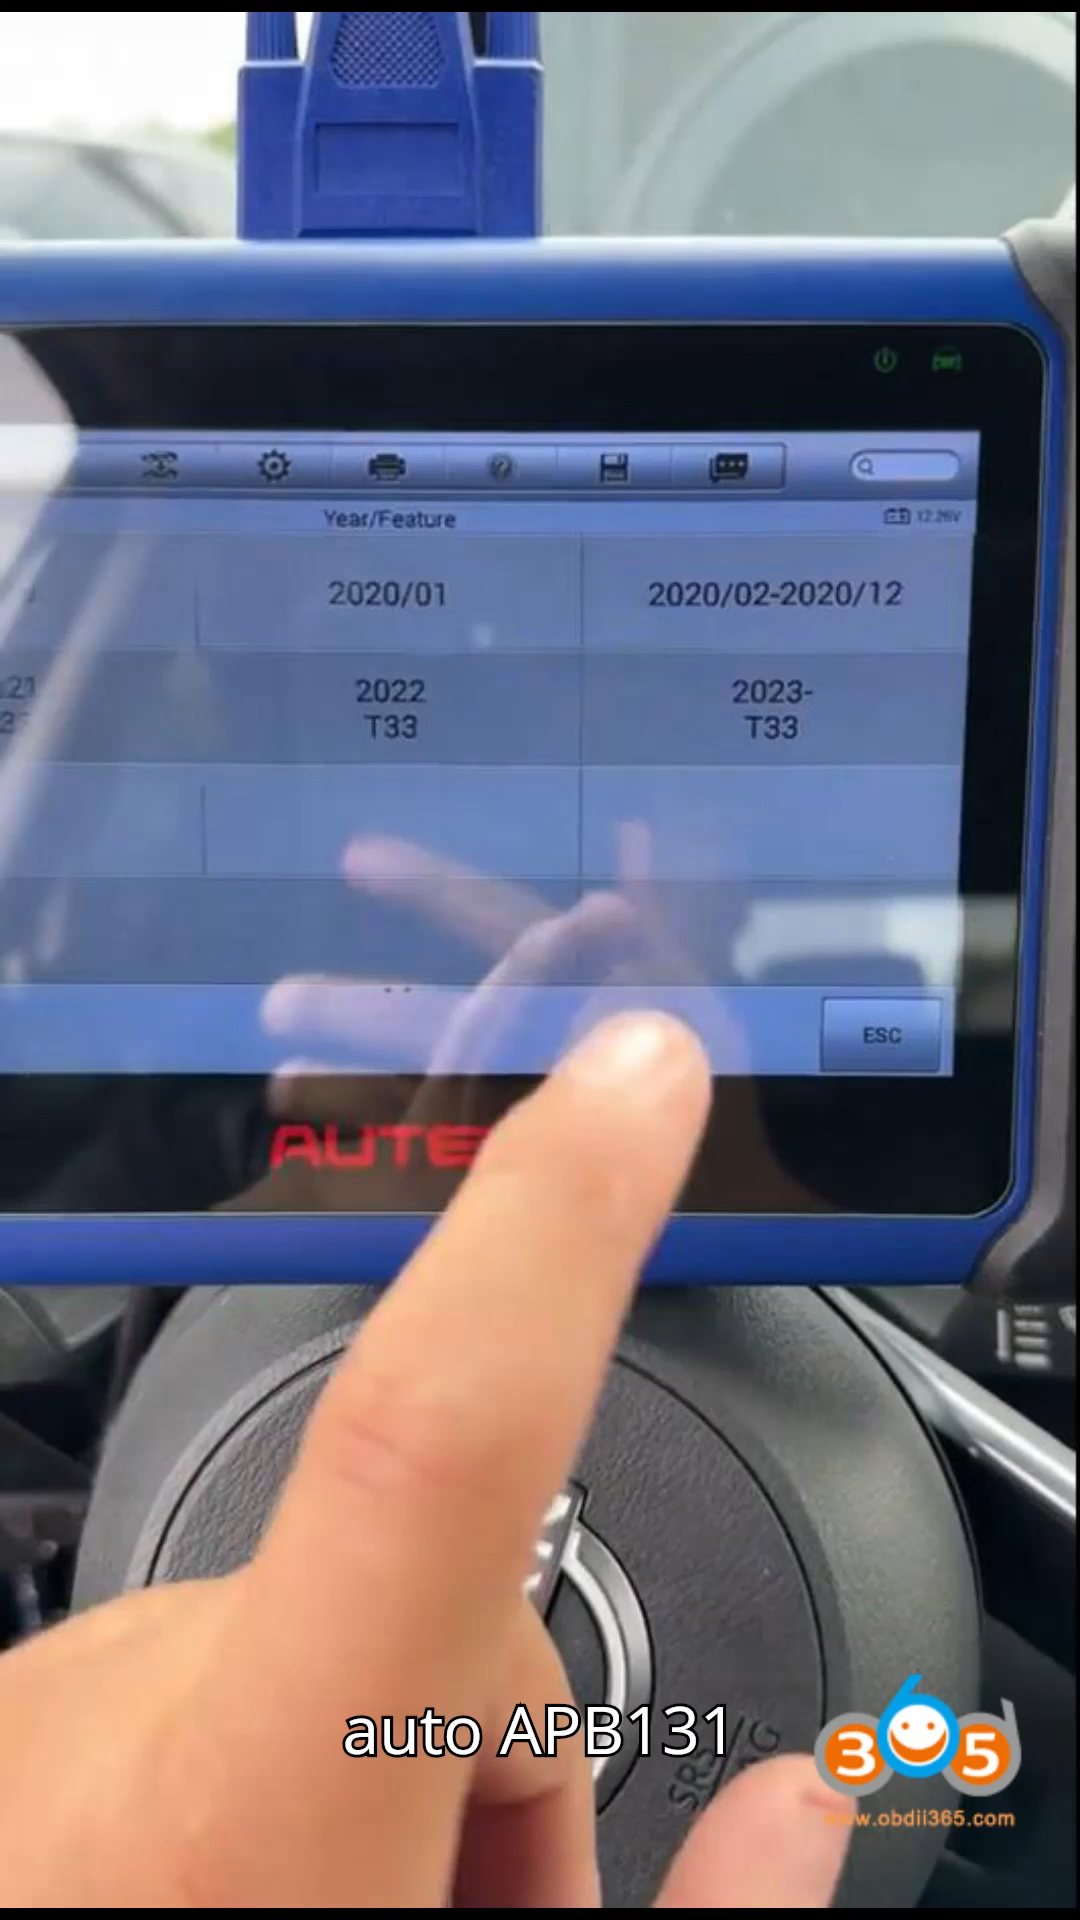 Year/Feature
12.26V
2020/01
2020/02-2020/12
2022
T33
2023-
T33
ESC
AUTE
SRS
auto APB131
365
www.obdii365.com